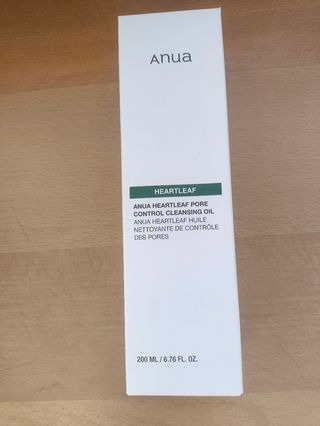 Anua
HEARTLEAF
ANUA HEARTLEAF PORE
CONTROL CLEANSING OIL
ANUA HEARTLEAF HUILE
NETTOYANTE DE CONTRÔLE
DES PORES
200 ML / 6.76 FL. OZ.